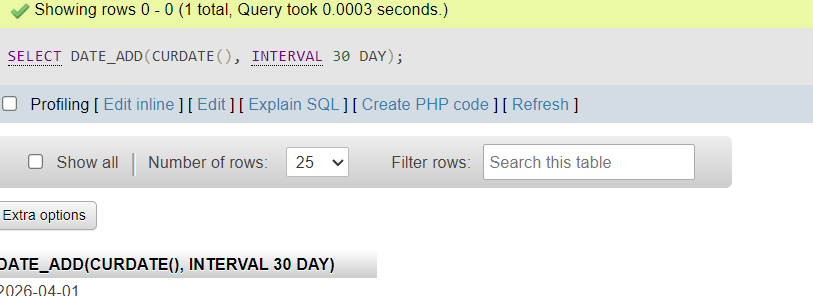 Showing rows 0 - 0 (1 total, Query took 0.0003 seconds.)
SELECT DATE_ADD(CURDATE(), INTERVAL 30 DAY);
Profiling [ Edit inline ] [ Edit ] [ Explain SQL ] [ Create PHP code ] [ Refresh ]
Show all Number of rows: 25 Filter rows: Search this table
Extra options
DATE_ADD(CURDATE(), INTERVAL 30 DAY)
2026-04-01